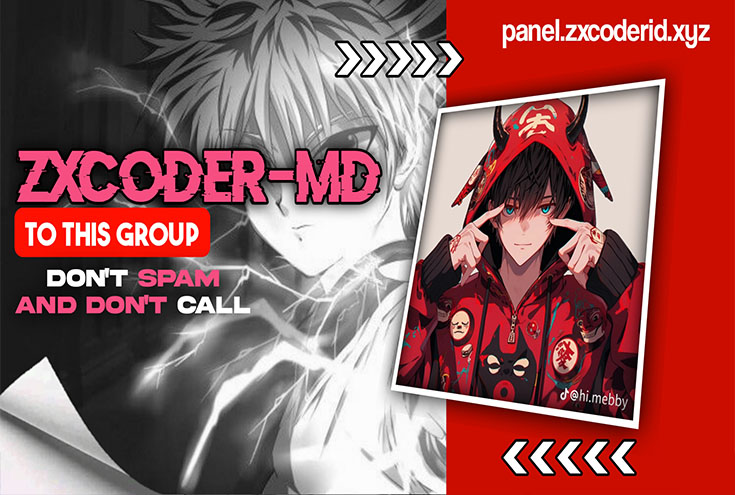 panel.zxcoderid.xyz
ZXCODER-MD
TO THIS GROUP
DON'T SPAM
AND DON'T CALL
@hi.mebby